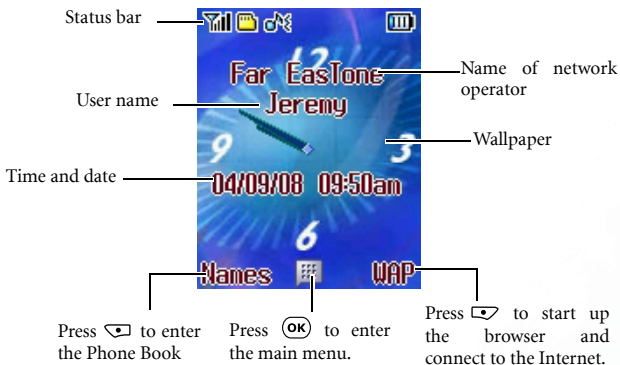 Status bar
12
Far EasTone
Name of network
operator
User name
Jeremy
9
3
Wallpaper
Time and date
04/09/08 09:50am
6
Names
WAP
Press to enter
the Phone Book
Press OK to enter
the main menu.
Press to start up
the browser and
connect to the Internet.